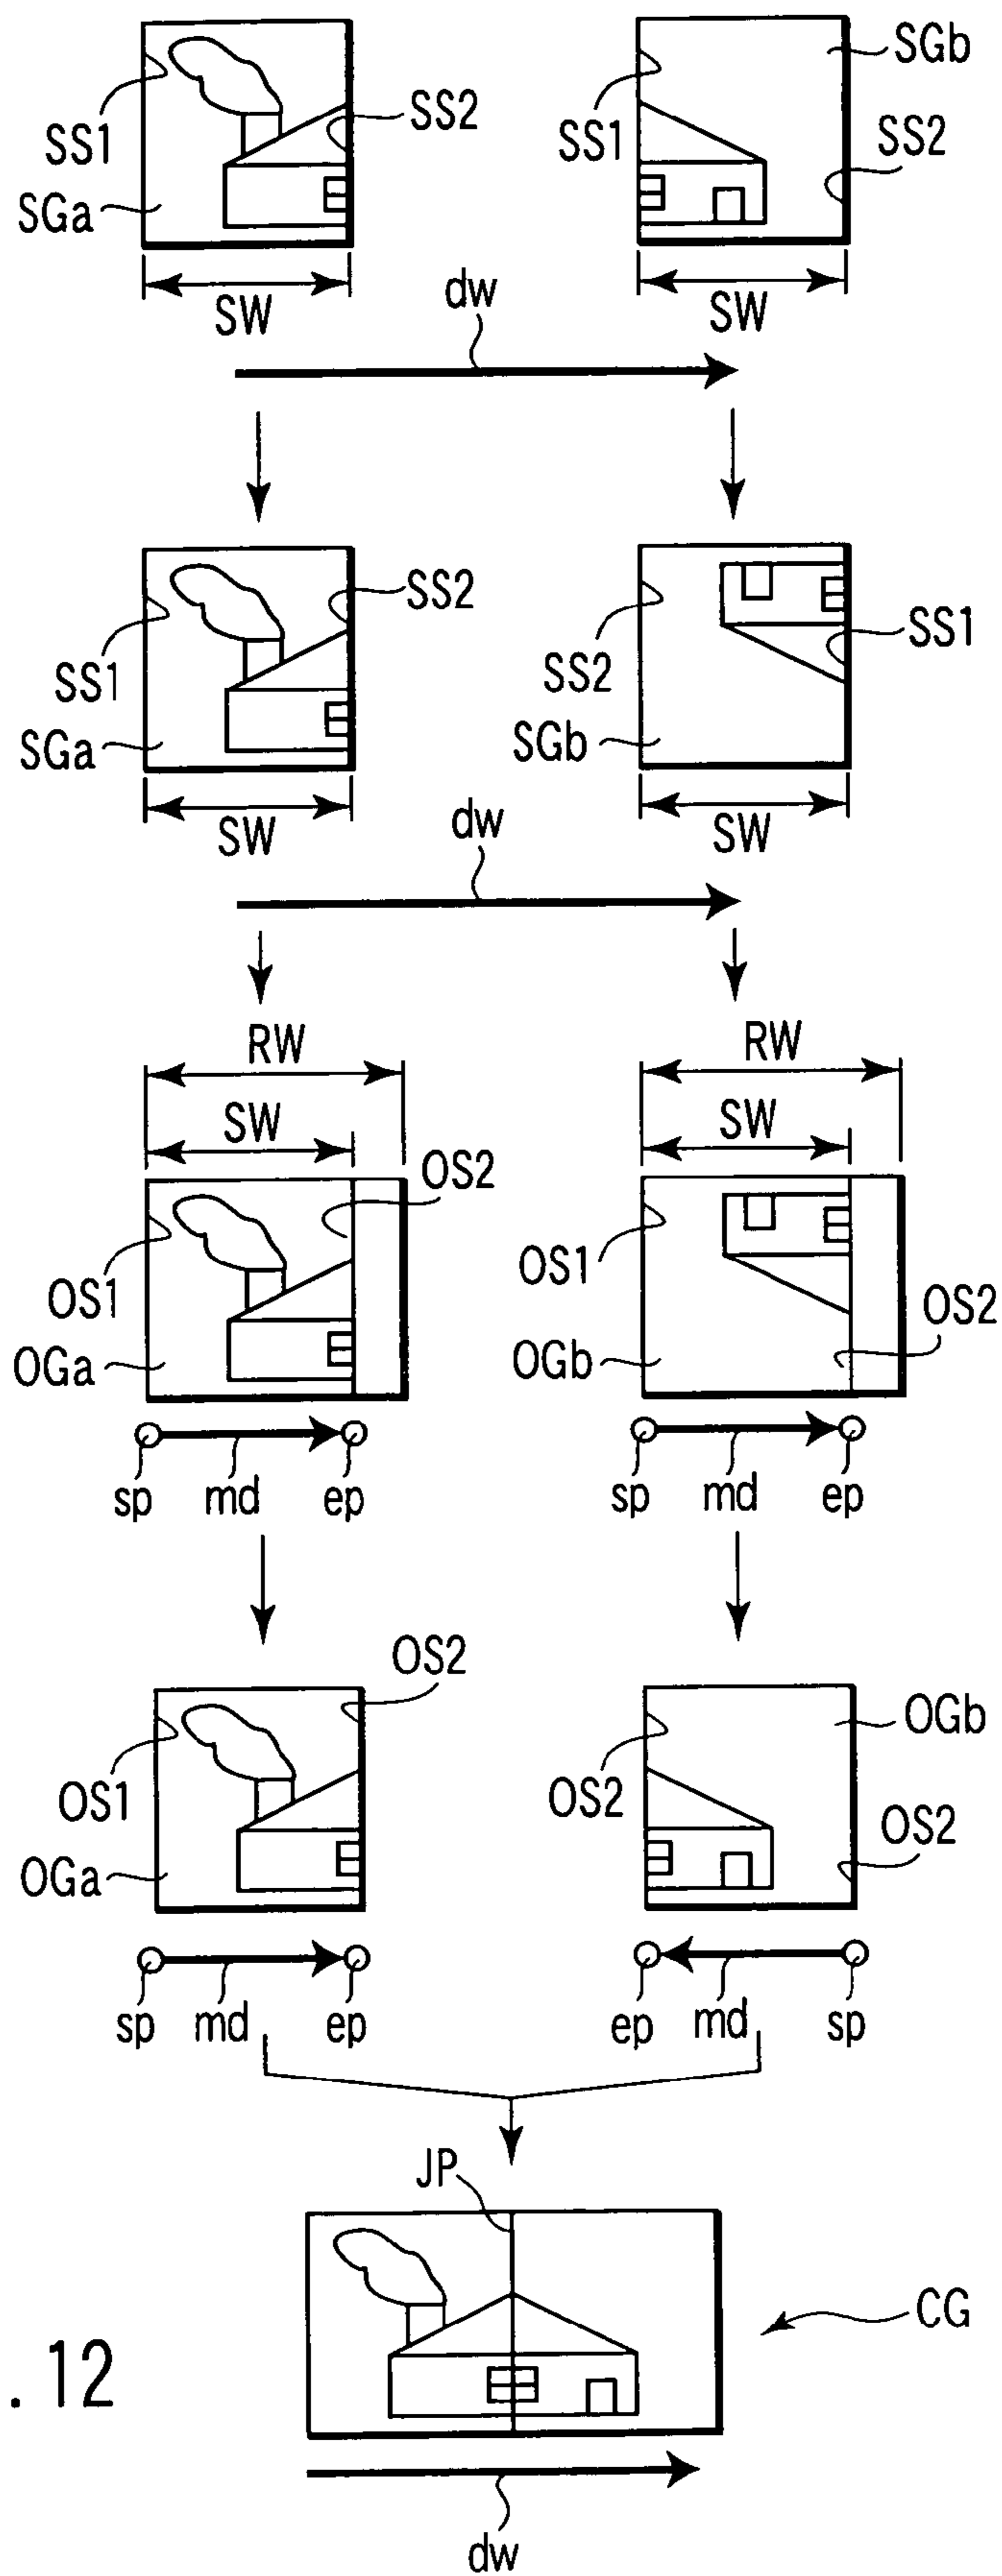 SGb
SS1 SS2 SS1 SS2
SGa
SW SW
dw
SS2 SS1
SS1 SS2
SGa SGb
SW SW
dw
RW RW
SW SW
OS2
OS1 OS1 OS2
OGa OGb
sp md ep sp md ep
OS2 OGb
OS1 OS2 OS2
OGa
sp md ep ep md sp
JP
CG
. 12
dw